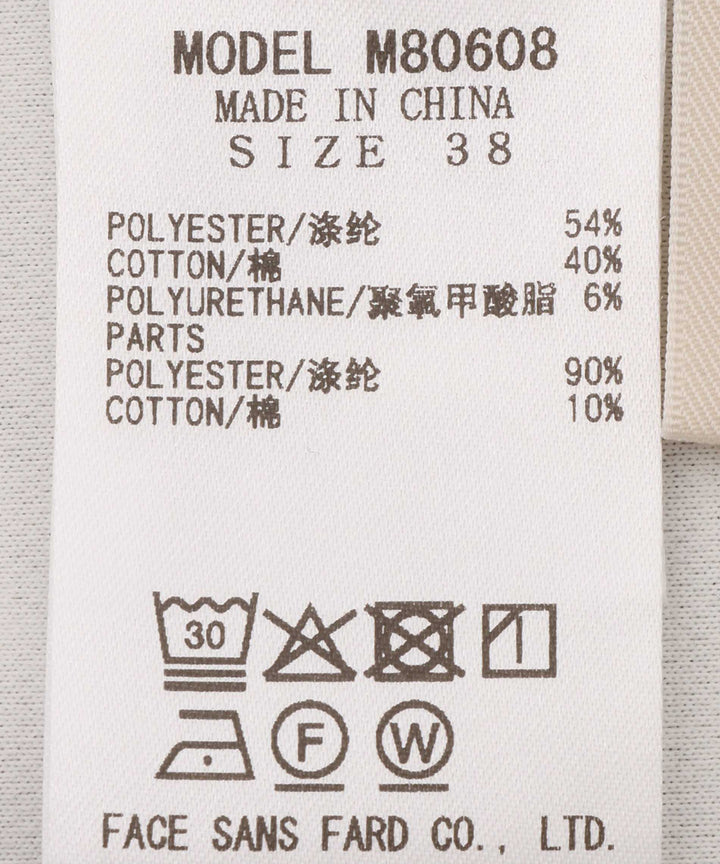 MODEL M80608
MADE IN CHINA
SIZE 38
POLYESTER/涤纶 54%
COTTON/棉 40%
POLYURETHANE/聚氨甲酸脂 6%
PARTS
POLYESTER/涤纶 90%
COTTON/棉 10%
30
F W
FACE SANS FARD CO., LTD.